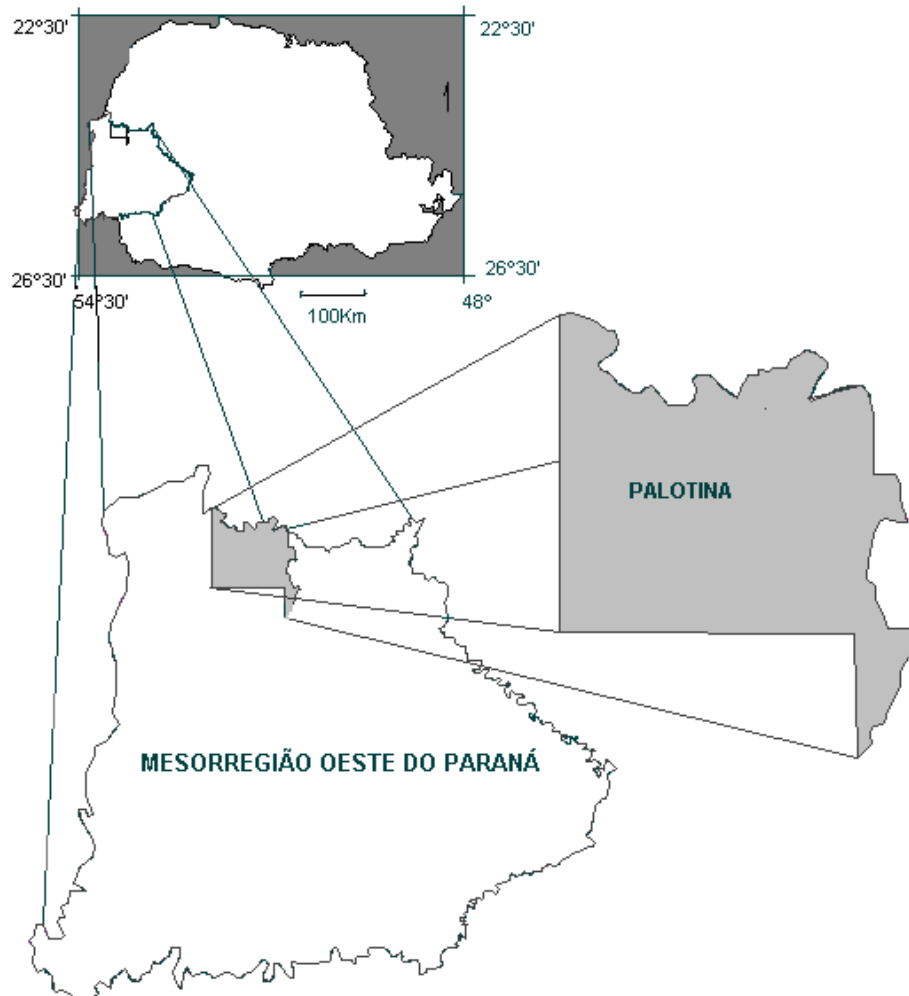 22°30'
22°30'
26°30'
26°30'
54°30'
48°
100Km
PALOTINA
MESORREGIÃO OESTE DO PARANÁ